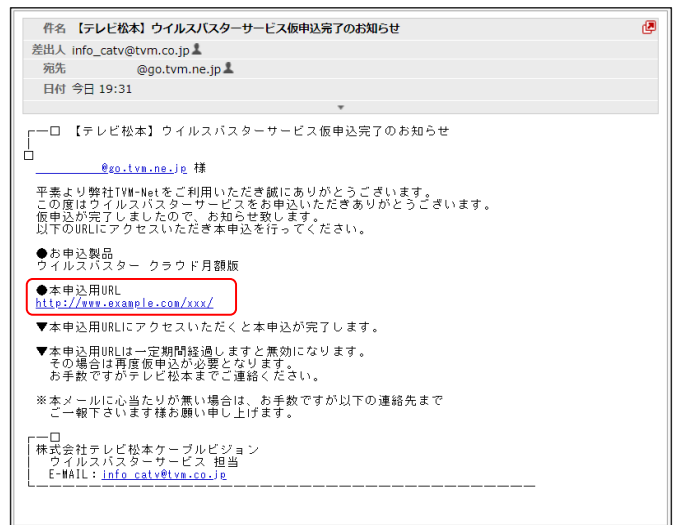 件名 【テレビ松本】ウイルスバスターサービス仮申込完了のお知らせ
差出人 info_catv@tvm.co.jp
宛先 @go.tvm.ne.jp
日付 今日 19:31
【テレビ松本】ウイルスバスターサービス仮申込完了のお知らせ
@go.tvm.ne.jp 様
平素より弊社TVM-Netをご利用いただき誠にありがとうございます。
この度はウイルスバスターサービスをお申込いただきありがとうございます。
仮申込が完了しましたので、お知らせ致します。
以下のURLにアクセスいただき本申込を行ってください。
●お申込製品
ウイルスバスター クラウド月額版
●本申込用URL
http://www.example.com/xxx/
▼本申込用URLにアクセスいただくと本申込が完了します。
▼本申込用URLは一定期間経過しますと無効になります。
その場合は再度仮申込が必要となります。
お手数ですがテレビ松本までご連絡ください。
※本メールに心当たりが無い場合は、お手数ですが以下の連絡先まで
ご一報下さいます様お願い申し上げます。
株式会社テレビ松本ケーブルビジョン
ウイルスバスターサービス 担当
E-MAIL：info_catv@tvm.co.jp